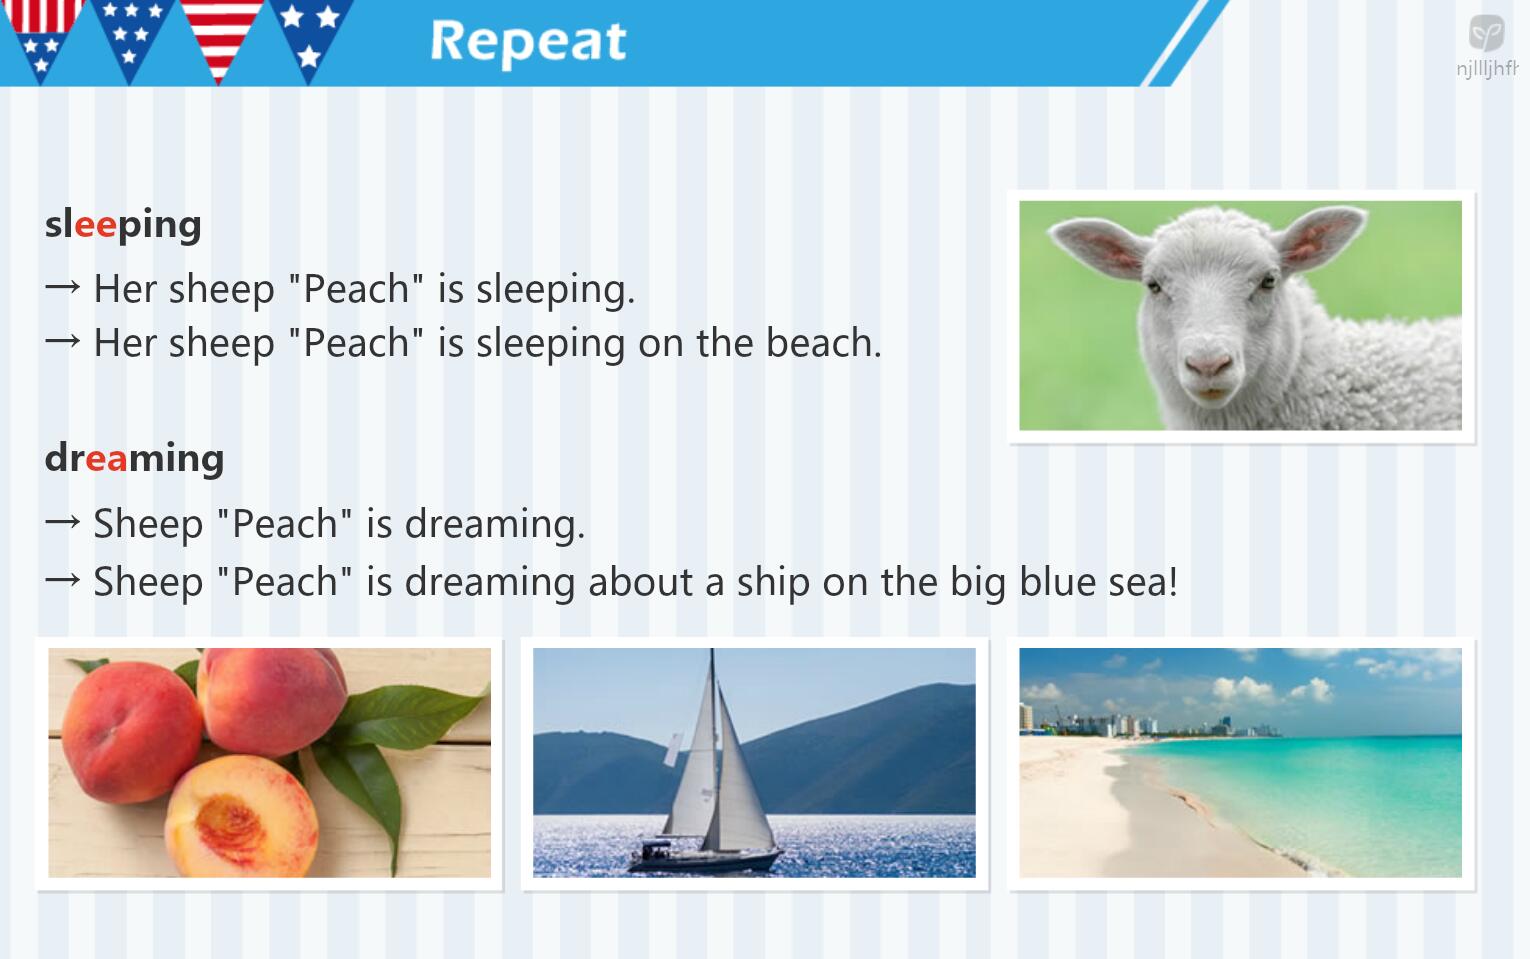 Repeat
sleeping
→ Her sheep "Peach" is sleeping.
→ Her sheep "Peach" is sleeping on the beach.
dreaming
→ Sheep "Peach" is dreaming.
→ Sheep "Peach" is dreaming about a ship on the big blue sea!